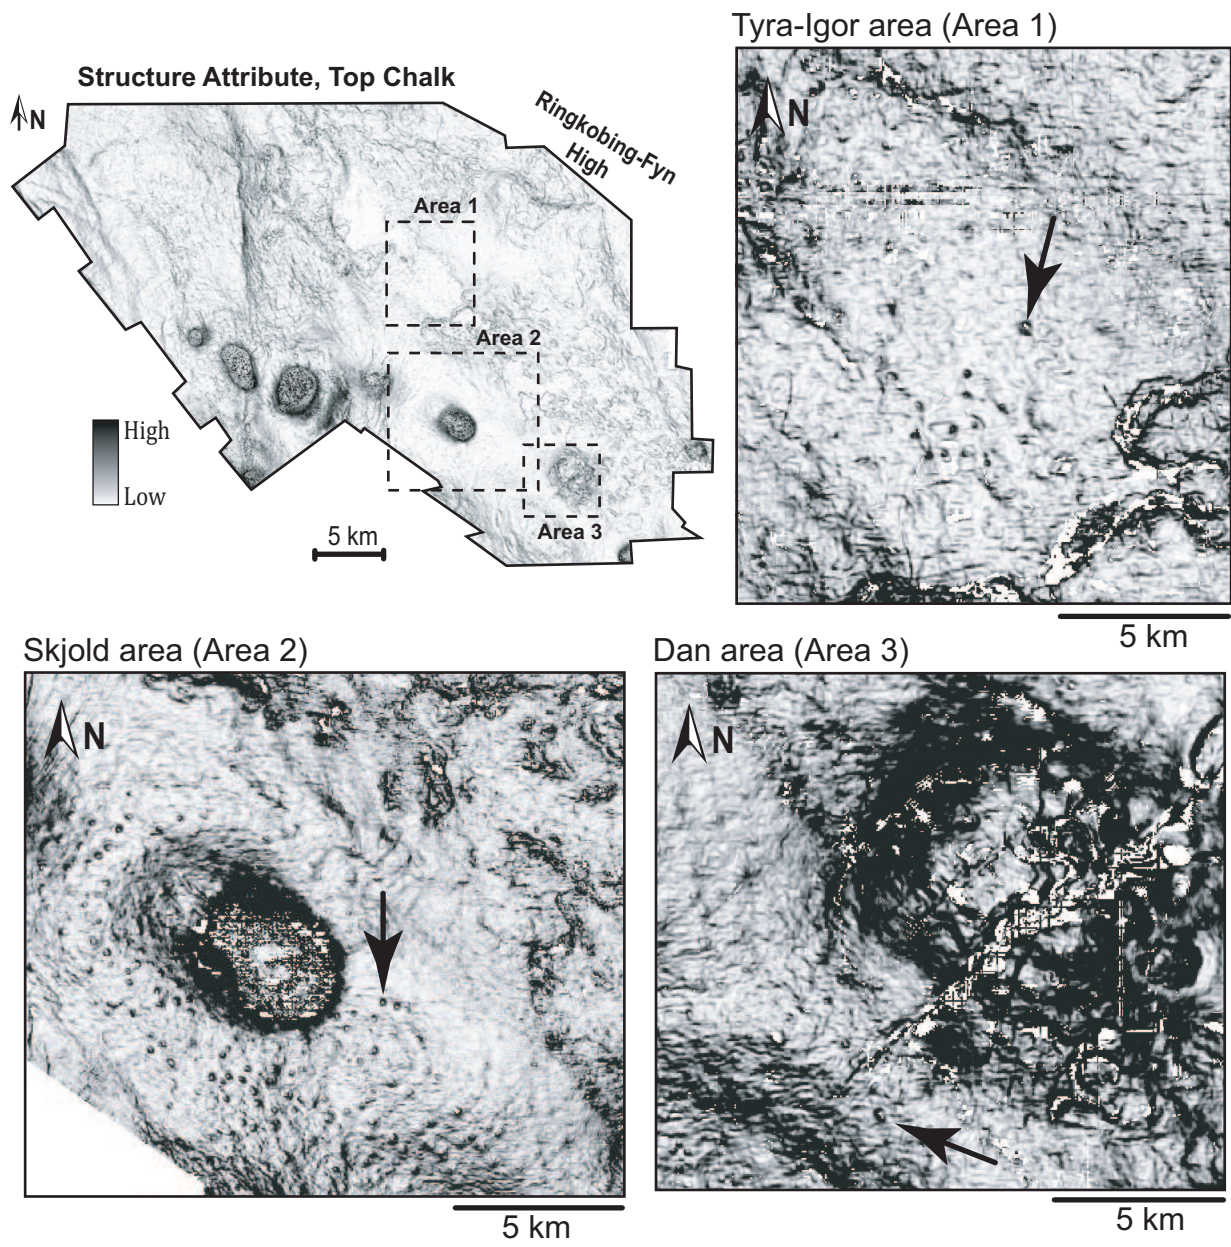 Tyra-Igor area (Area 1)
Structure Attribute, Top Chalk
N
Ringkobing-Fyn
High
N
Area 1
Area 2
High
Low
Area 3
5 km
5 km
Skjold area (Area 2)
Dan area (Area 3)
N
N
5 km
5 km